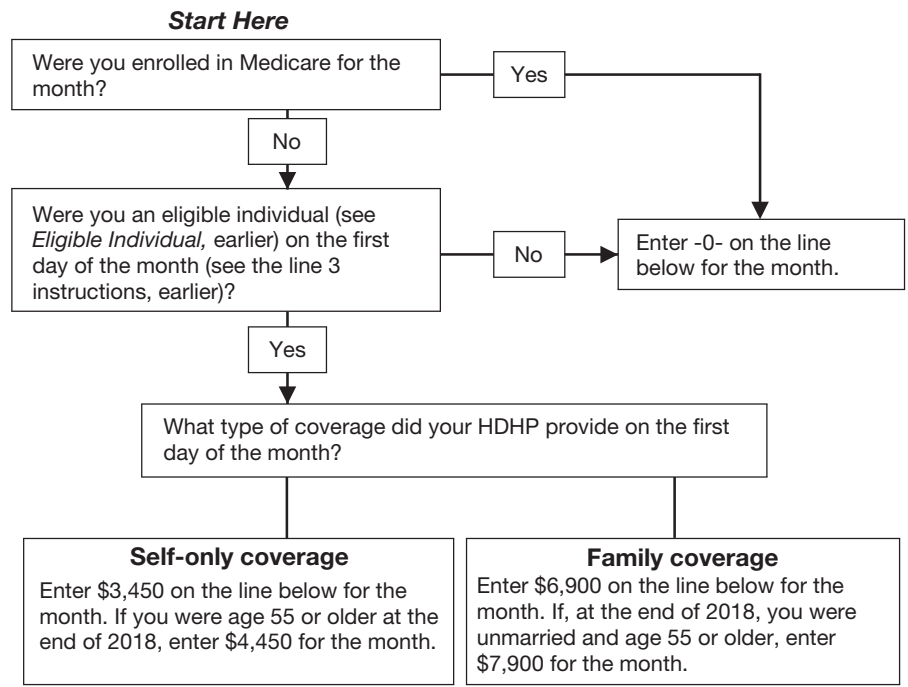 Start Here
Were you enrolled in Medicare for the
month?
Yes
No
Were you an eligible individual (see
Eligible Individual, earlier) on the first
day of the month (see the line 3
instructions, earlier)?
No
Enter -0- on the line
below for the month.
Yes
What type of coverage did your HDHP provide on the first
day of the month?
Self-only coverage
Enter $3,450 on the line below for the
month. If you were age 55 or older at the
end of 2018, enter $4,450 for the month.
Family coverage
Enter $6,900 on the line below for the
month. If, at the end of 2018, you were
unmarried and age 55 or older, enter
$7,900 for the month.